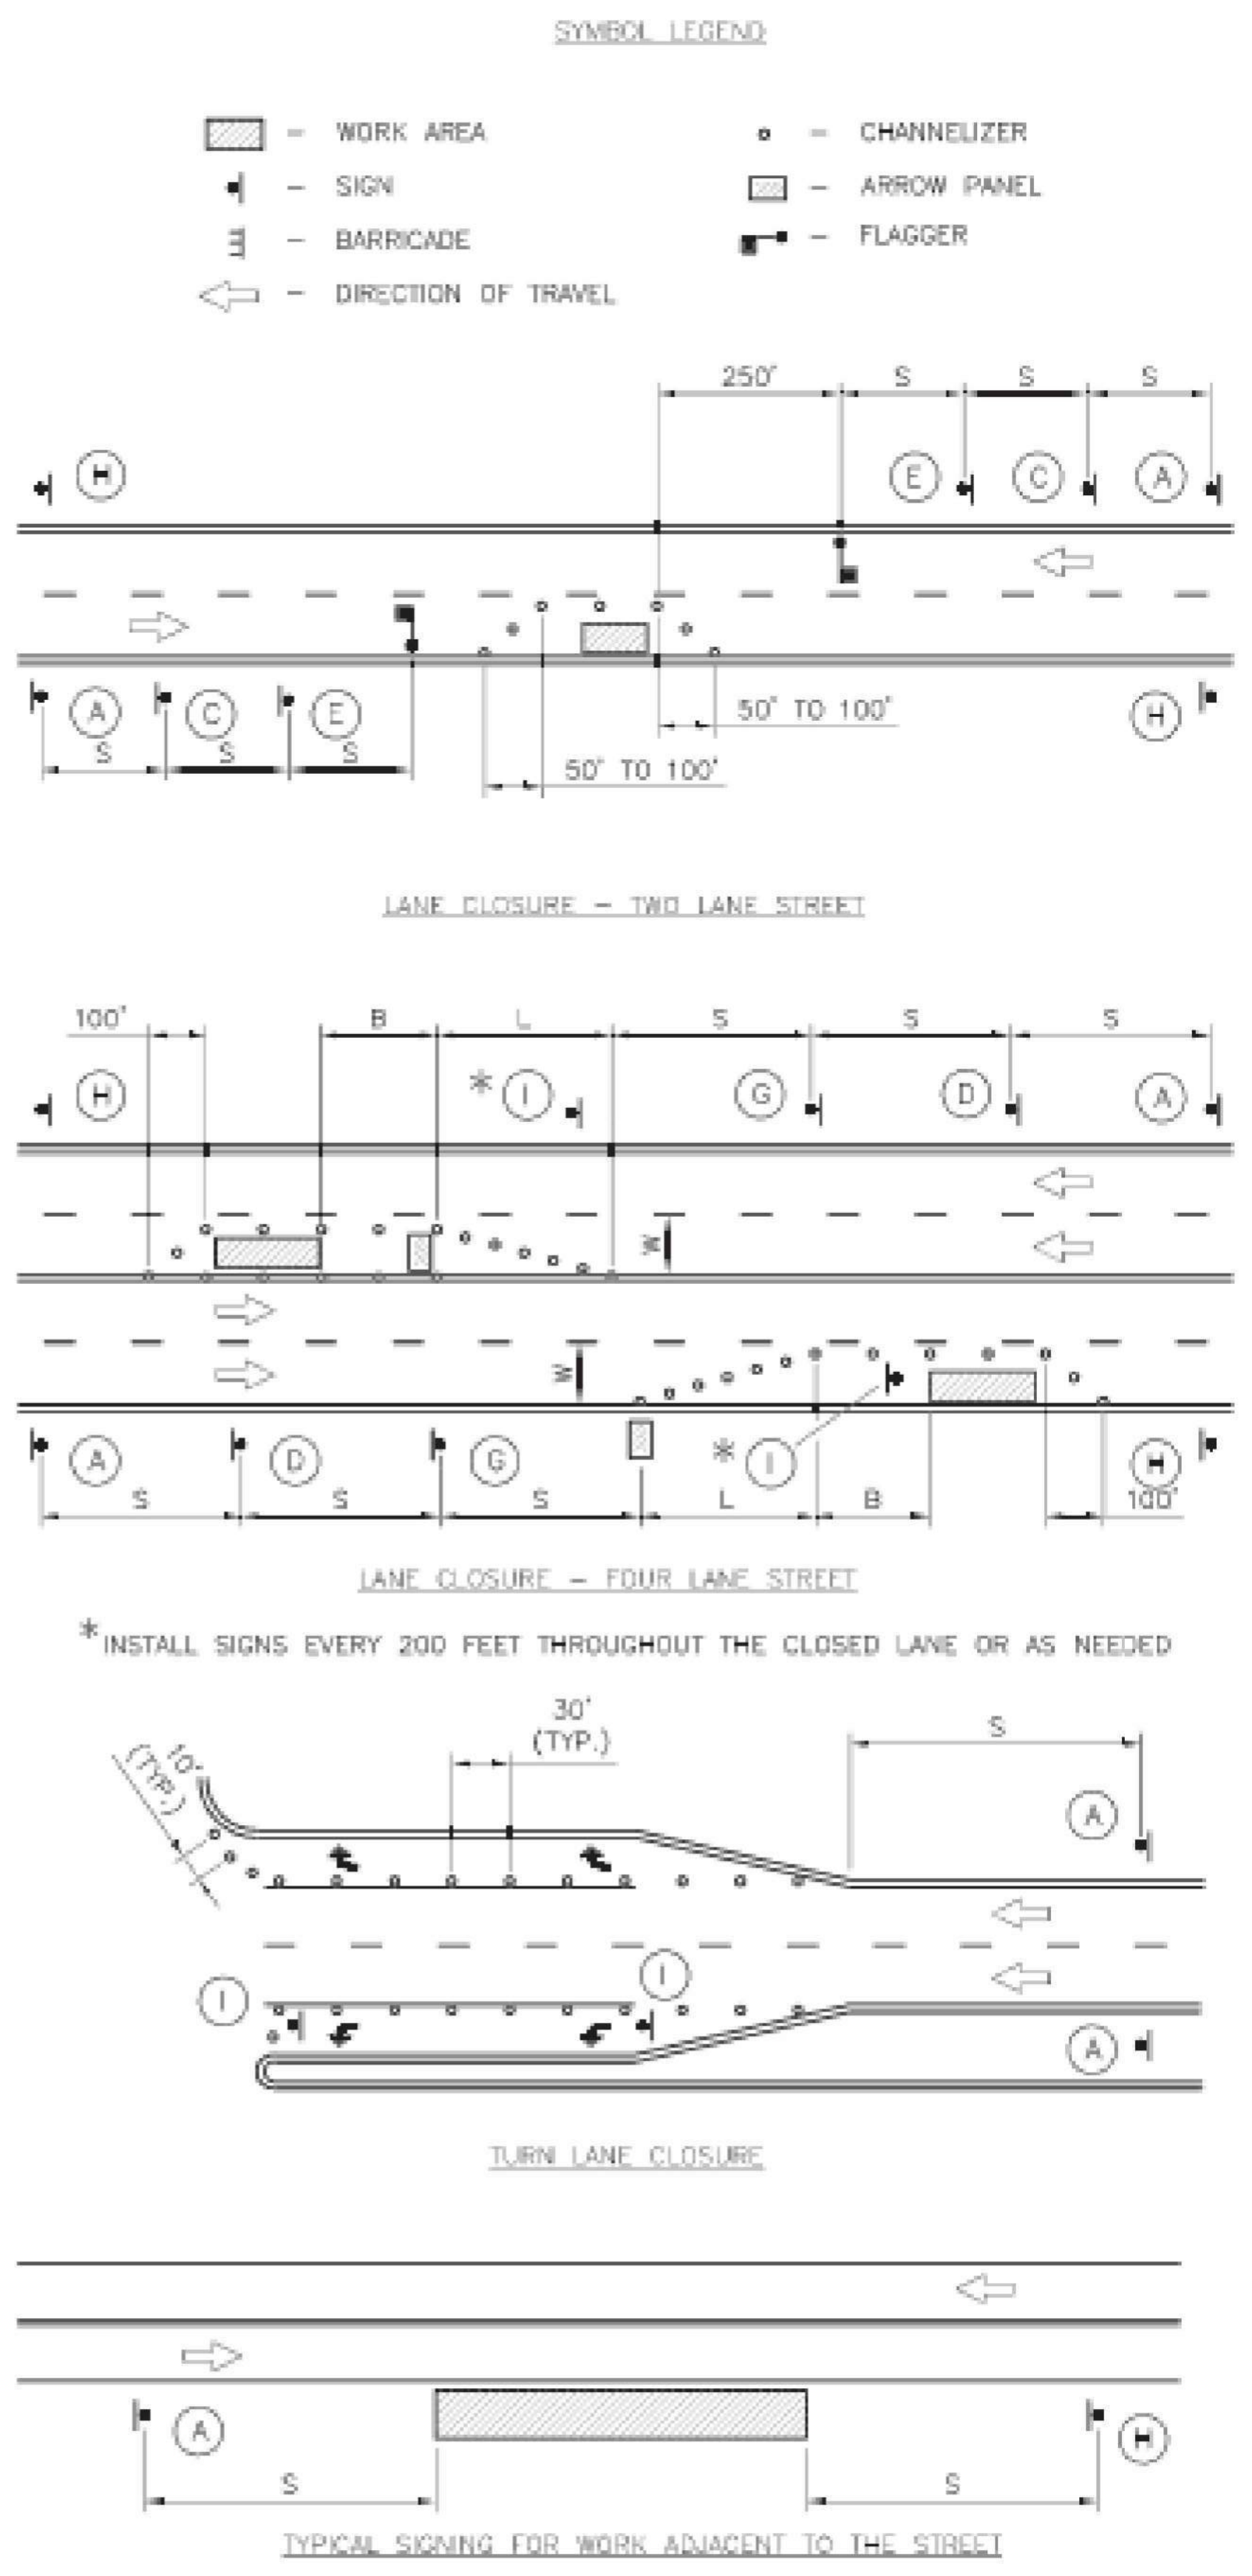 SYMBOL LEGEND
– WORK AREA
– CHANNELIZER
– SIGN
– ARROW PANEL
– BARRICADE
– FLAGGER
– DIRECTION OF TRAVEL
250' S S S
H E C A
A C E H
50' TO 100'
S S S
50' TO 100'
LANE CLOSURE – TWO LANE STREET
100' B L S S S
H * I G D A
W
W
A D G * I H
S S S L B 100'
LANE CLOSURE – FOUR LANE STREET
*INSTALL SIGNS EVERY 200 FEET THROUGHOUT THE CLOSED LANE OR AS NEEDED
30'
(TYP.)
S
10'
(TYP.)
A
I
I
A
TURN LANE CLOSURE
A H
S S
TYPICAL SIGNING FOR WORK ADJACENT TO THE STREET